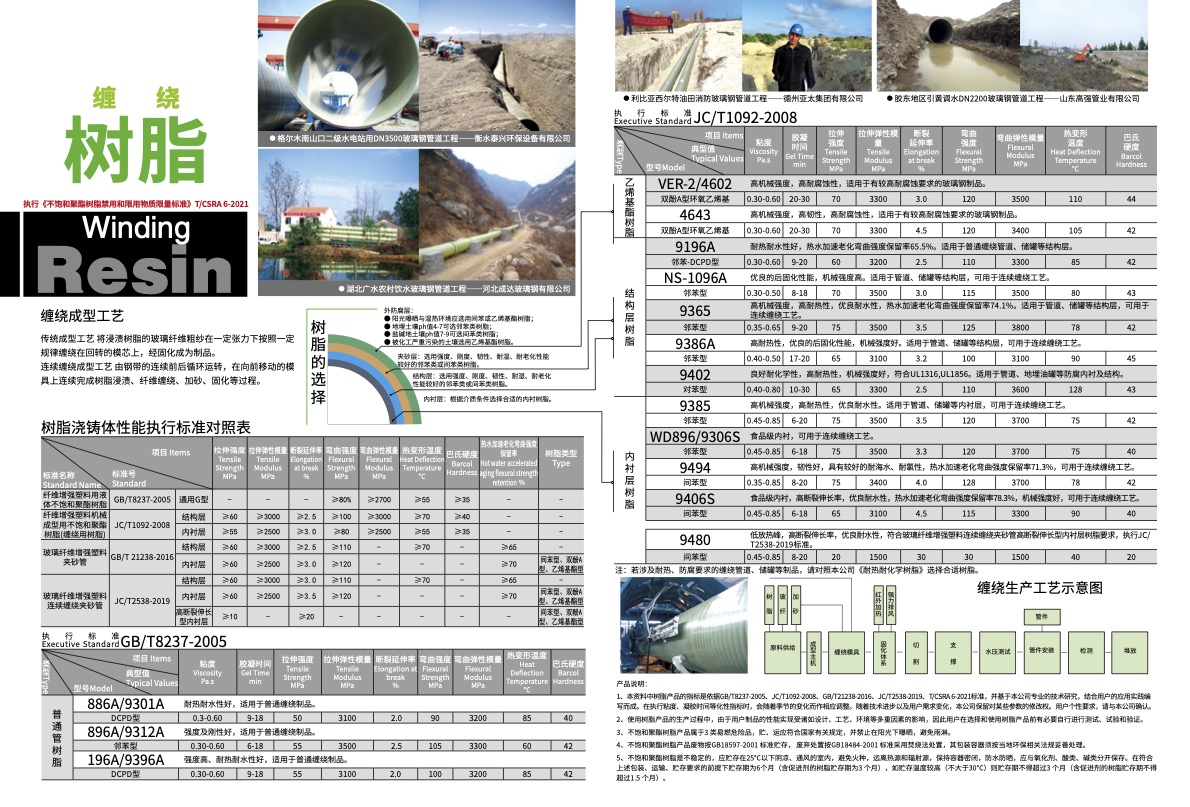 ● 格尔木南山口二级水电站用DN3500玻璃钢管道工程——衡水泰兴环保设备有限公司
缠 绕
树脂
执行《不饱和聚酯树脂禁用和限用物质限量标准》T/CSRA 6-2021
Winding
Resin
● 湖北广水农村饮水玻璃钢管道工程——河北成达玻璃钢有限公司
缠绕成型工艺
传统成型工艺 将浸渍树脂的玻璃纤维粗纱在一定张力下按照一定
规律缠绕在回转的模芯上，经固化成为制品。
连续缠绕成型工艺 由钢带的连续前后循环运转，在向前移动的模
具上连续完成树脂浸渍、纤维缠绕、加砂、固化等过程。
树脂的选择
外防腐层：
● 阳光曝晒与湿热环境应选用间苯或乙烯基酯树脂；
● 地埋土壤ph值4-7可选邻苯类树脂；
● 盐碱地土壤ph值7-9可选间苯类树脂；
● 被化工严重污染的土壤选用乙烯基酯树脂。
夹砂层：选用强度、刚度、韧性、耐湿、耐老化性能
较好的邻苯类或间苯类树脂。
结构层：选用强度、刚度、韧性、耐湿、耐老化
性能较好的邻苯类或间苯类树脂。
内衬层：根据介质条件选择合适的内衬树脂。
树脂浇铸体性能执行标准对照表
项目 Items 标准号 Standard 标准名称 Standard Name 拉伸强度 Tensile Strength MPa 拉伸弹性模量 Tensile Modulus MPa 断裂延伸率 Elongation at break % 弯曲强度 Flexural Strength MPa 弯曲弹性模量 Flexural Modulus MPa 热变形温度 Heat Deflection Temperature ℃ 巴氏硬度 Barcol Hardness 热水加速老化弯曲强度保留率 Hot water accelerated aging flexural strength retention % 树脂类型 Type
纤维增强塑料用液体不饱和聚酯树脂 GB/T8237-2005 通用G型 – – – ≥80% ≥2700 ≥55 ≥35 – –
纤维增强塑料机械成型用不饱和聚酯树脂(缠绕用树脂) JC/T1092-2008 结构层 ≥60 ≥3000 ≥2.5 ≥100 ≥3000 ≥70 ≥40 – –
内衬层 ≥55 ≥2500 ≥3.0 ≥80 ≥2500 ≥55 ≥35 – –
玻璃纤维增强塑料夹砂管 GB/T 21238-2016 结构层 ≥60 ≥3000 ≥2.5 ≥110 – ≥70 – ≥65 –
内衬层 ≥60 ≥2500 ≥3.0 ≥120 – – – ≥70 间苯型、双酚A型、乙烯基酯型
玻璃纤维增强塑料连续缠绕夹砂管 JC/T2538-2019 结构层 ≥60 ≥3000 ≥3.0 ≥110 – ≥70 – ≥65 –
内衬层 ≥60 ≥2500 ≥3.5 ≥120 – – – ≥70 间苯型、双酚A型、乙烯基酯型
高断裂伸长型内衬层 ≥10 – ≥20 – – – – – 间苯型、双酚A型、乙烯基酯型
执 行 标 准
Executive Standard GB/T8237-2005
类别Type 项目 Items 典型值 Typical Values 型号Model 粘度 Viscosity Pa.s 胶凝时间 Gel Time min 拉伸强度 Tensile Strength MPa 拉伸弹性模量 Tensile Modulus MPa 断裂延伸率 Elongation at break % 弯曲强度 Flexural Strength MPa 弯曲弹性模量 Flexural Modulus MPa 热变形温度 Heat Deflection Temperature ℃ 巴氏硬度 Barcol Hardness
普通管树脂
886A/9301A 耐热耐水性好，适用于普通缠绕制品。
DCPD型 0.3-0.60 9-18 50 3100 2.0 90 3200 85 40
896A/9312A 强度及刚性好，适用于普通缠绕制品。
邻苯型 0.30-0.60 6-18 55 3500 2.5 105 3300 60 42
196A/9396A 强度高、耐热耐水性好，适用于普通缠绕制品。
DCPD型 0.30-0.60 9-18 55 3100 2.0 100 3200 85 42
● 利比亚西尔特油田消防玻璃钢管道工程——德州亚太集团有限公司
● 胶东地区引黄调水DN2200玻璃钢管道工程——山东高强管业有限公司
执 行 标 准
Executive Standard JC/T1092-2008
类别Type 项目 Items 典型值 Typical Values 型号Model 粘度 Viscosity Pa.s 胶凝时间 Gel Time min 拉伸强度 Tensile Strength MPa 拉伸弹性模量 Tensile Modulus MPa 断裂延伸率 Elongation at break % 弯曲强度 Flexural Strength MPa 弯曲弹性模量 Flexural Modulus MPa 热变形温度 Heat Deflection Temperature ℃ 巴氏硬度 Barcol Hardness
乙烯基酯树脂
VER-2/4602 高机械强度，高耐腐蚀性，适用于有较高耐腐蚀要求的玻璃钢制品。
双酚A型环氧乙烯基 0.30-0.60 20-30 70 3300 3.0 120 3500 110 44
4643 高机械强度，高韧性，高耐腐蚀性，适用于有较高耐腐蚀要求的玻璃钢制品。
双酚A型环氧乙烯基 0.30-0.60 20-30 70 3300 4.5 120 3400 105 42
结构层树脂
9196A 耐热耐水性好，热水加速老化弯曲强度保留率65.5%。适用于普通缠绕管道、储罐等结构层。
邻苯-DCPD型 0.30-0.60 9-20 60 3200 2.5 110 3300 85 42
NS-1096A 优良的后固化性能，机械强度高。适用于管道、储罐等结构层，可用于连续缠绕工艺。
邻苯型 0.30-0.50 8-18 70 3500 3.0 115 3500 80 43
9365 高机械强度，高耐热性，优良耐水性，热水加速老化弯曲强度保留率74.1%。适用于管道、储罐等结构层，可用于
连续缠绕工艺。
邻苯型 0.35-0.65 9-20 75 3500 3.5 125 3800 78 42
9386A 高耐热性，优良的后固化性能，机械强度好。适用于管道、储罐等结构层，可用于连续缠绕工艺。
邻苯型 0.40-0.50 17-20 65 3100 3.2 100 3100 90 45
9402 良好耐化学性，高耐热性，机械强度好，符合UL1316,UL1856。适用于管道、地埋油罐等防腐内衬及结构。
对苯型 0.40-0.80 10-30 65 3300 2.5 110 3600 128 43
内衬层树脂
9385 高机械强度，高耐热性，优良耐水性。适用于管道、储罐等内衬层，可用于连续缠绕工艺。
邻苯型 0.45-0.85 6-20 75 3500 3.5 120 3700 75 42
WD896/9306S 食品级内衬，可用于连续缠绕工艺。
邻苯型 0.45-0.85 6-18 75 3500 3.3 120 3700 75 40
9494 高机械强度，韧性好，具有较好的耐海水、耐氯性，热水加速老化弯曲强度保留率71.3%，可用于连续缠绕工艺。
间苯型 0.45-0.85 8-20 75 3400 4.0 128 3700 78 42
9406S 食品级内衬，高断裂伸长率，优良耐水性，热水加速老化弯曲强度保留率78.3%，机械强度好，可用于连续缠绕工艺。
间苯型 0.45-0.85 6-18 65 3100 4.5 115 3300 90 40
9480 低放热峰，高断裂伸长率，优良耐水性，符合玻璃纤维增强塑料连续缠绕夹砂管高断裂伸长型内衬层树脂要求，执行JC/
T2538-2019标准。
间苯型 0.45-0.85 8-20 20 1500 30 30 1500 40 20
注：若涉及耐热、防腐要求的缠绕管道、储罐等制品，请对照本公司《耐热耐化学树脂》选择合适树脂。
缠绕生产工艺示意图
树脂
玻纤
加砂
红外加热
强力排风
管件
原料供给
成型主机
缠绕模具
固化体系
切割
支撑
水压测试
管件安装
检测
堆放
产品说明：
1、本资料中树脂产品的指标是依据GB/T8237-2005、JC/T1092-2008、GB/T21238-2016、JC/T2538-2019、T/CSRA 6-2021标准，并基于本公司专业的技术研究，结合用户的应用实践编
写而成。在执行粘度、凝胶时间等化性指标时，会随着季节的变化而作相应调整。随着技术进步以及用户需求变化，本公司保留对某些参数的修改权。用户个性要求，请与本公司确认。
2、使用树脂产品的生产过程中，由于用户制品的性能实现受诸如设计、工艺、环境等多重因素的影响，因此用户在选择和使用树脂产品前有必要自行进行测试、试验和验证。
3、不饱和聚酯树脂产品属于3 类易燃危险品，贮、运应符合国家有关规定，并禁止在阳光下曝晒，避免雨淋。
4、不饱和聚酯树脂产品废物按GB18597-2001 标准贮存，废弃处置按GB18484-2001 标准采用焚烧法处置，其包装容器须按当地环保相关法规妥善处理。
5、不饱和聚酯树脂是不稳定的，应贮存在25℃以下阴凉、通风的室内，避免火种，远离热源和辐射源，保持容器密闭，防水防晒，应与氧化剂、酸类、碱类分开保存。在符合
上述包装、运输、贮存要求的前提下贮存期为6个月（含促进剂的树脂贮存期为3 个月），如贮存温度较高（不大于30℃）则贮存期不得超过3 个月（含促进剂的树脂贮存期不得
超过1.5 个月）。